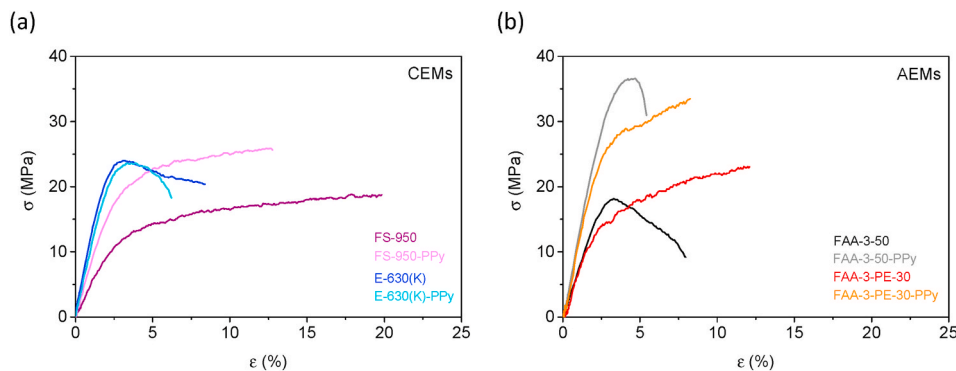 (a)
CEMs
σ (MPa)
40
30
20
10
0
FS-950
FS-950-PPy
E-630(K)
E-630(K)-PPy
0 5 10 15 20 25
ε (%)
(b)
AEMs
σ (MPa)
40
30
20
10
0
FAA-3-50
FAA-3-50-PPy
FAA-3-PE-30
FAA-3-PE-30-PPy
0 5 10 15 20 25
ε (%)